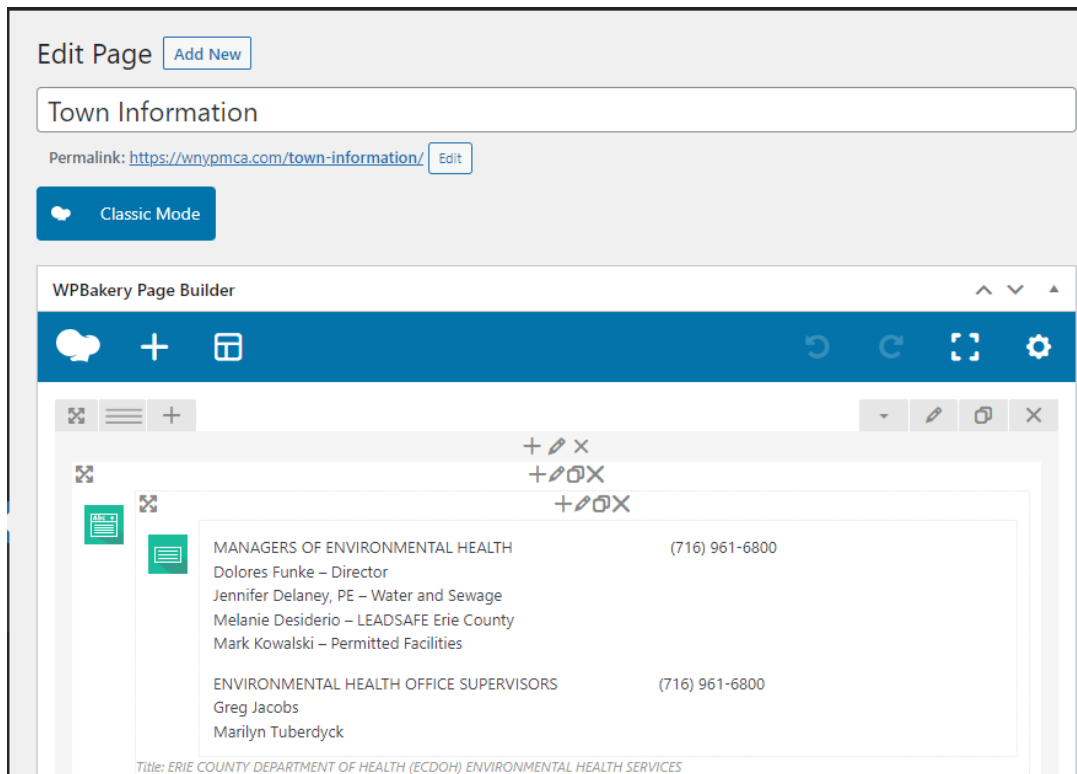 Edit Page Add New
Town Information
Permalink: https://wnypmca.com/town-information/ Edit
Classic Mode
WPBakery Page Builder
Abc
MANAGERS OF ENVIRONMENTAL HEALTH (716) 961-6800
Dolores Funke – Director
Jennifer Delaney, PE – Water and Sewage
Melanie Desiderio – LEADSAFE Erie County
Mark Kowalski – Permitted Facilities
ENVIRONMENTAL HEALTH OFFICE SUPERVISORS (716) 961-6800
Greg Jacobs
Marilyn Tuberdyck
Title: ERIE COUNTY DEPARTMENT OF HEALTH (ECDOH) ENVIRONMENTAL HEALTH SERVICES